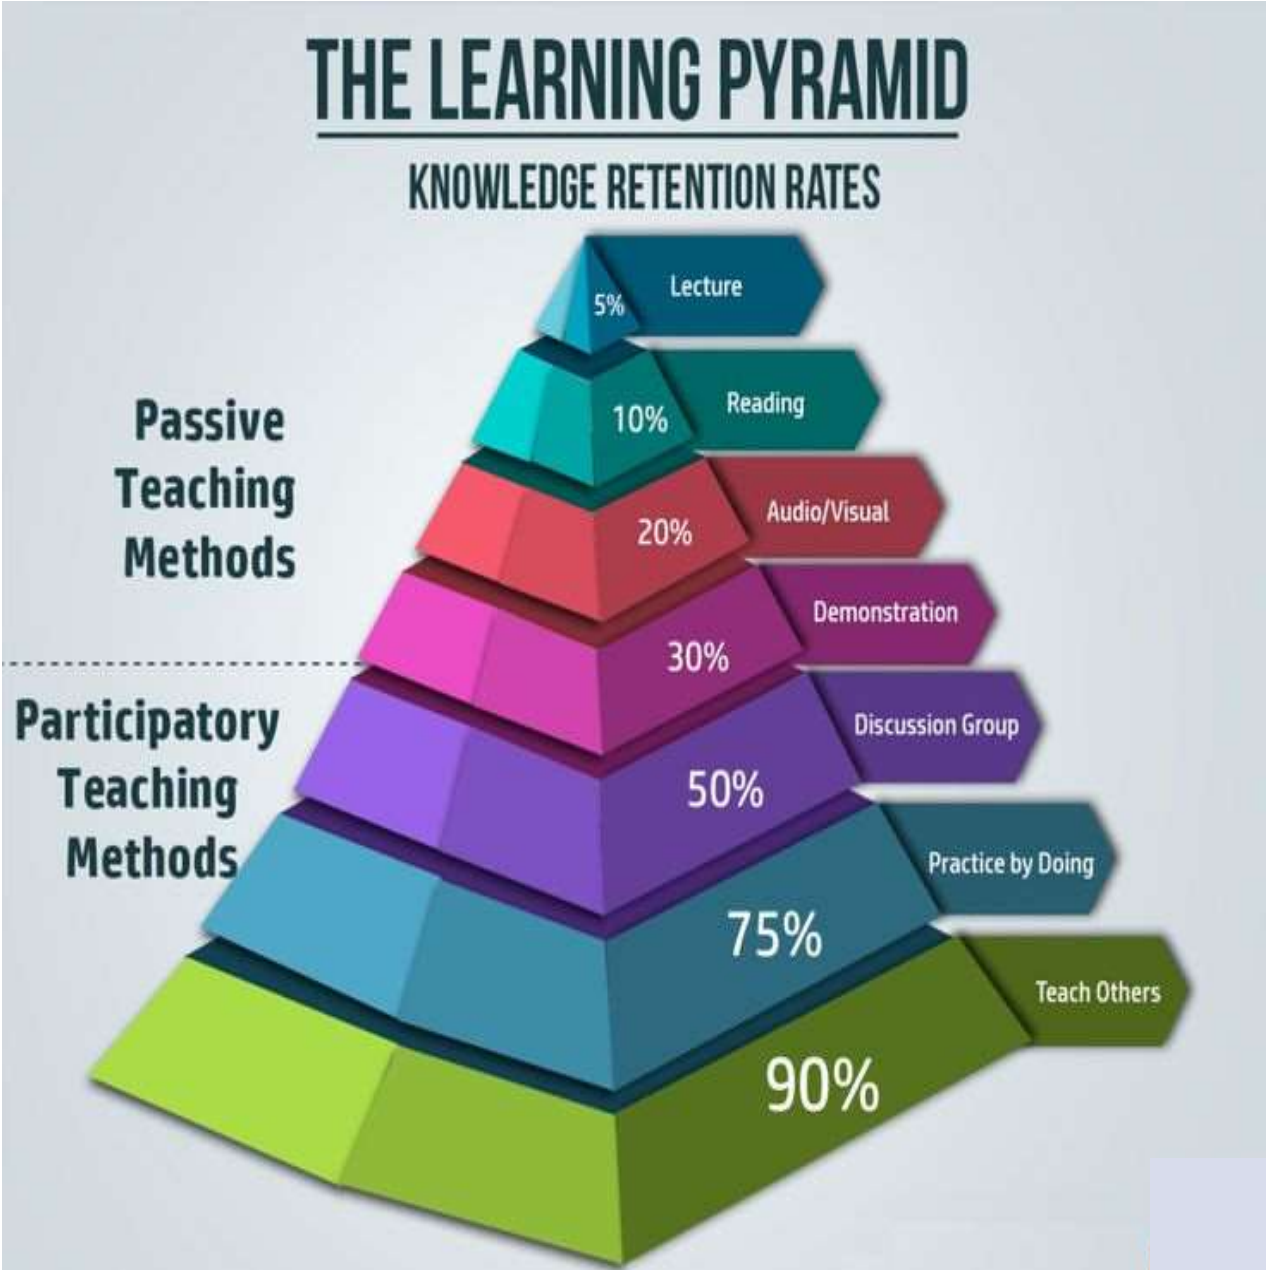 THE LEARNING PYRAMID
KNOWLEDGE RETENTION RATES
5%
Lecture
10%
Reading
Passive
Teaching
Methods
20%
Audio/Visual
30%
Demonstration
Participatory
Teaching
Methods
50%
Discussion Group
75%
Practice by Doing
90%
Teach Others